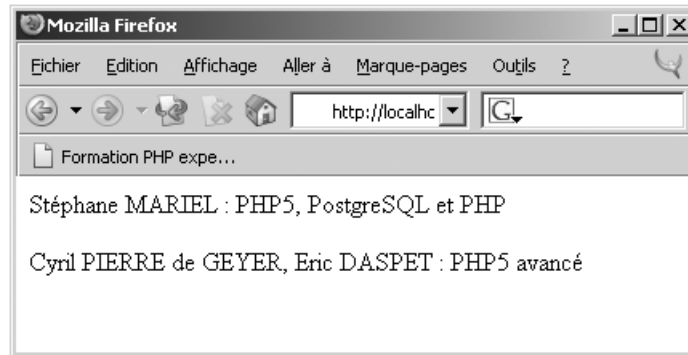 Mozilla Firefox
Fichier Edition Affichage Aller à Marque-pages Outils ?
http://localhc G
Formation PHP expe...
Stéphane MARIEL : PHP5, PostgreSQL et PHP
Cyril PIERRE de GEYER, Eric DASPET : PHP5 avancé